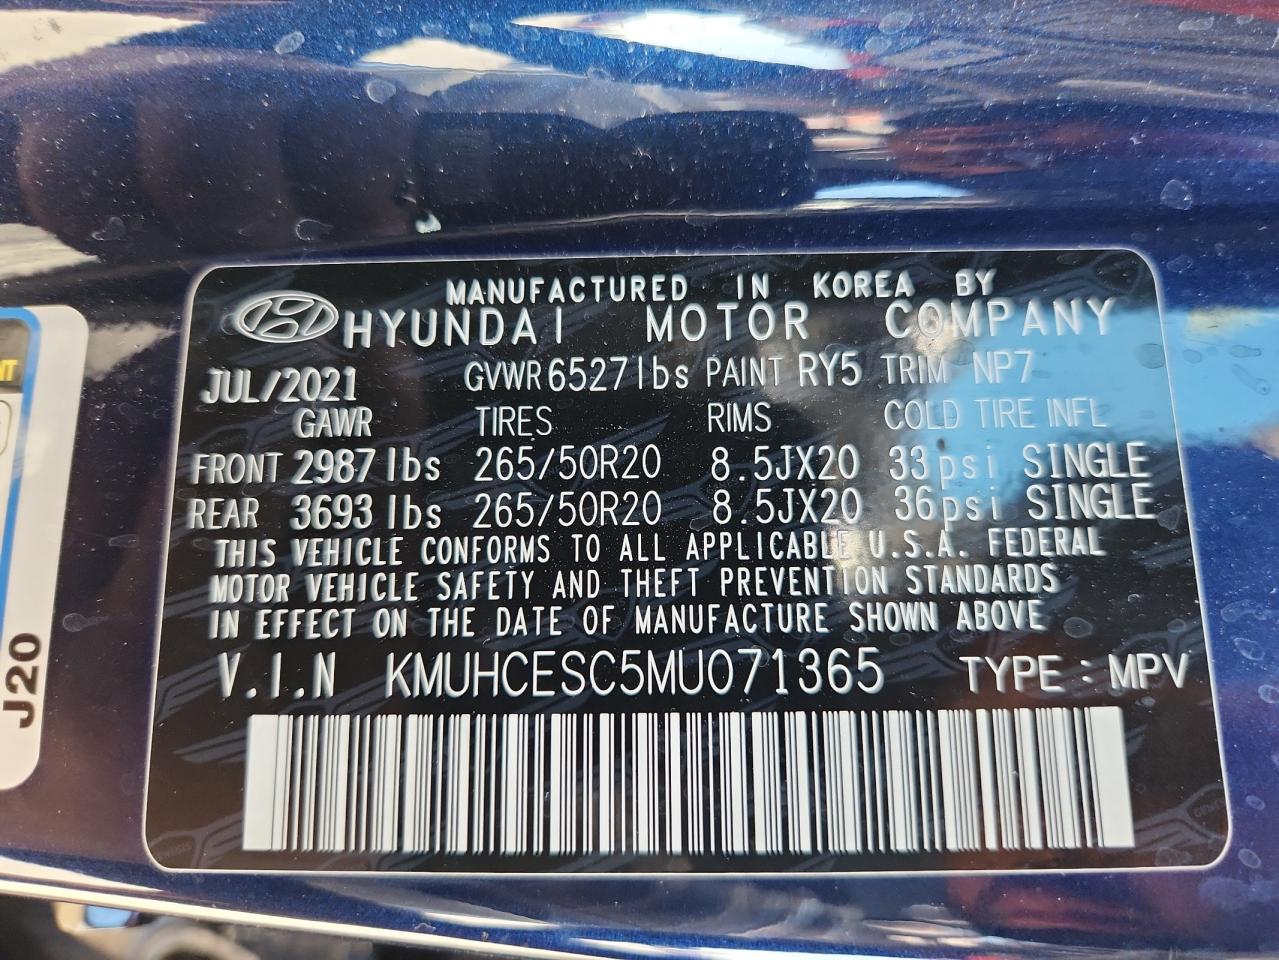 MANUFACTURED IN KOREA BY
HYUNDAI MOTOR COMPANY
JUL/2021 GVWR 6527 lbs PAINT RY5 TRIM NP7
GAWR TIRES RIMS COLD TIRE INFL
FRONT 2987 lbs 265/50R20 8.5JX20 33psi SINGLE
REAR 3693 lbs 265/50R20 8.5JX20 36psi SINGLE
THIS VEHICLE CONFORMS TO ALL APPLICABLE U.S.A. FEDERAL
MOTOR VEHICLE SAFETY AND THEFT PREVENTION STANDARDS
IN EFFECT ON THE DATE OF MANUFACTURE SHOWN ABOVE
V.I.N KMUHCESC5MU071365 TYPE : MPV
J20